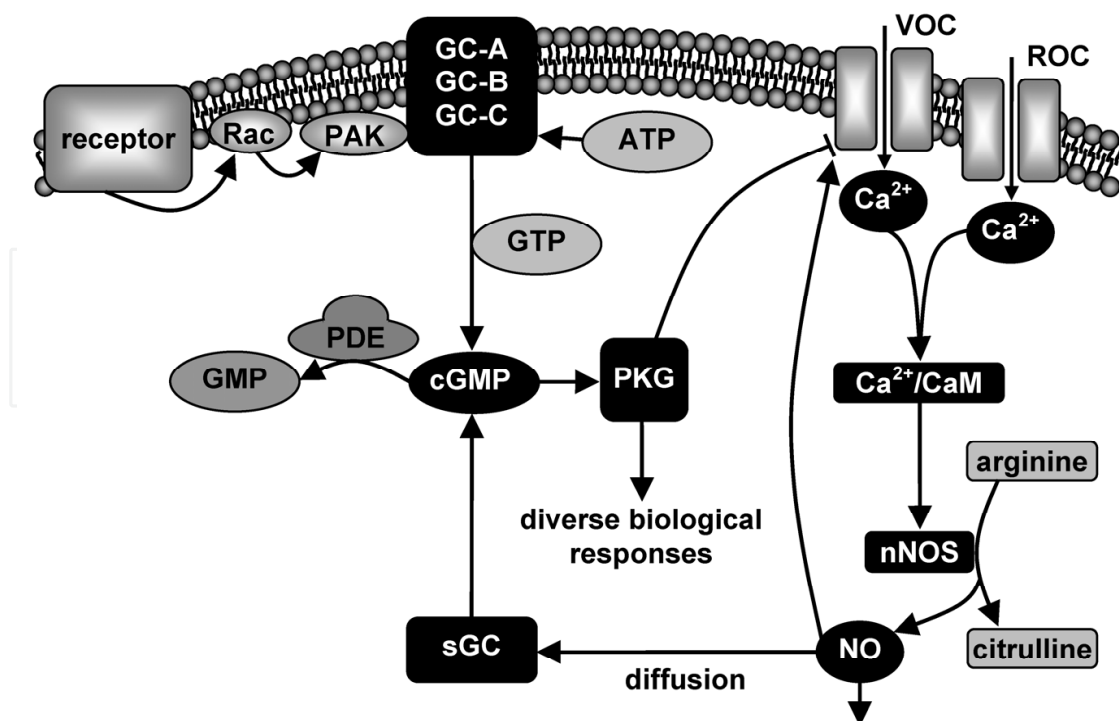 VOC
ROC
GC-A
GC-B
GC-C
receptor
Rac
PAK
ATP
Ca²⁺
Ca²⁺
GTP
PDE
GMP
cGMP
PKG
Ca²⁺/CaM
arginine
diverse biological
responses
nNOS
sGC
NO
citrulline
diffusion